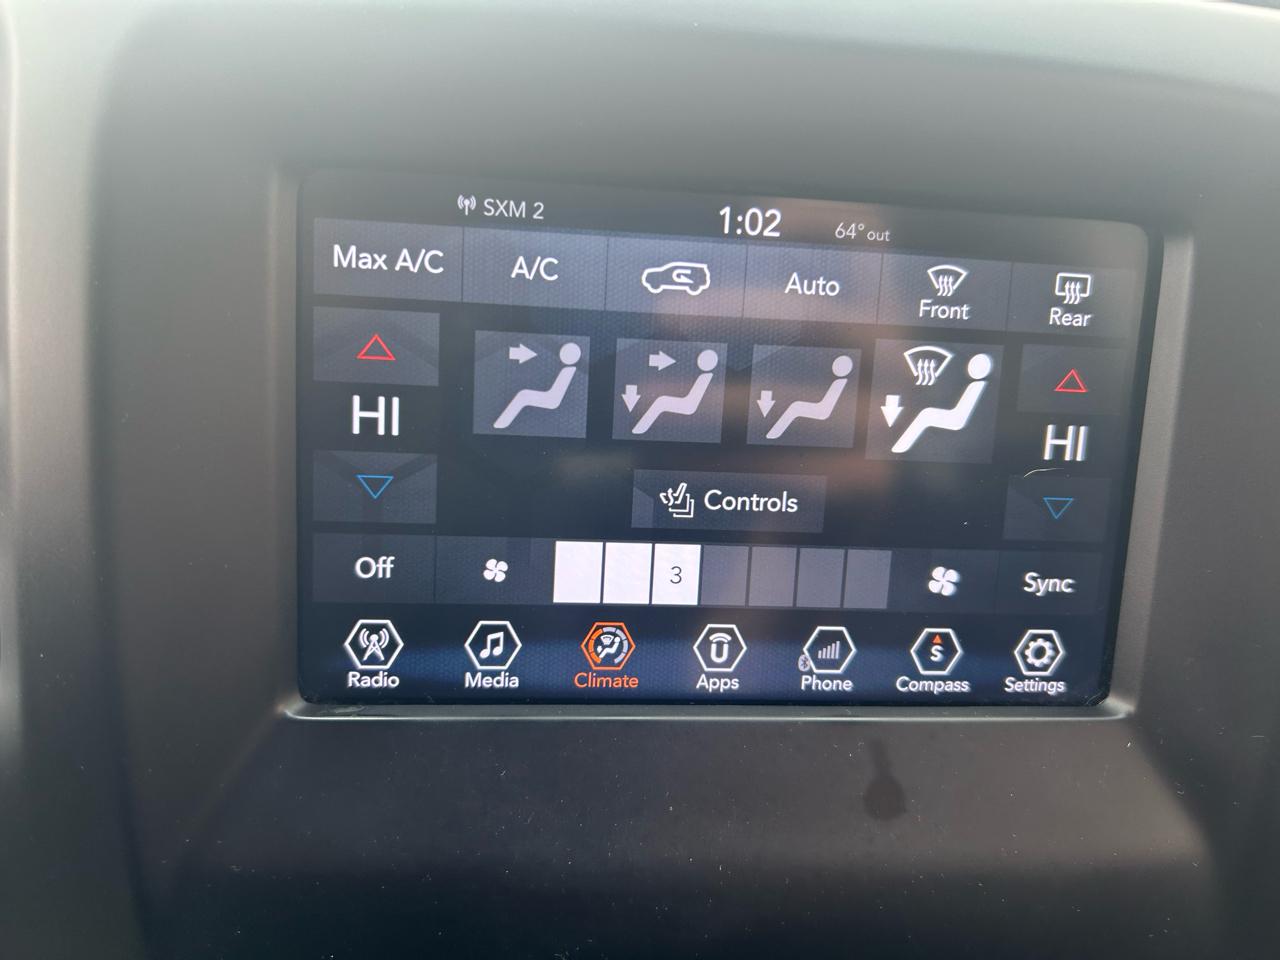 SXM 2 1:02 64° out
Max A/C A/C Auto Front Rear
HI HI
Controls
Off 3 Sync
U S
Radio Media Climate Apps Phone Compass Settings